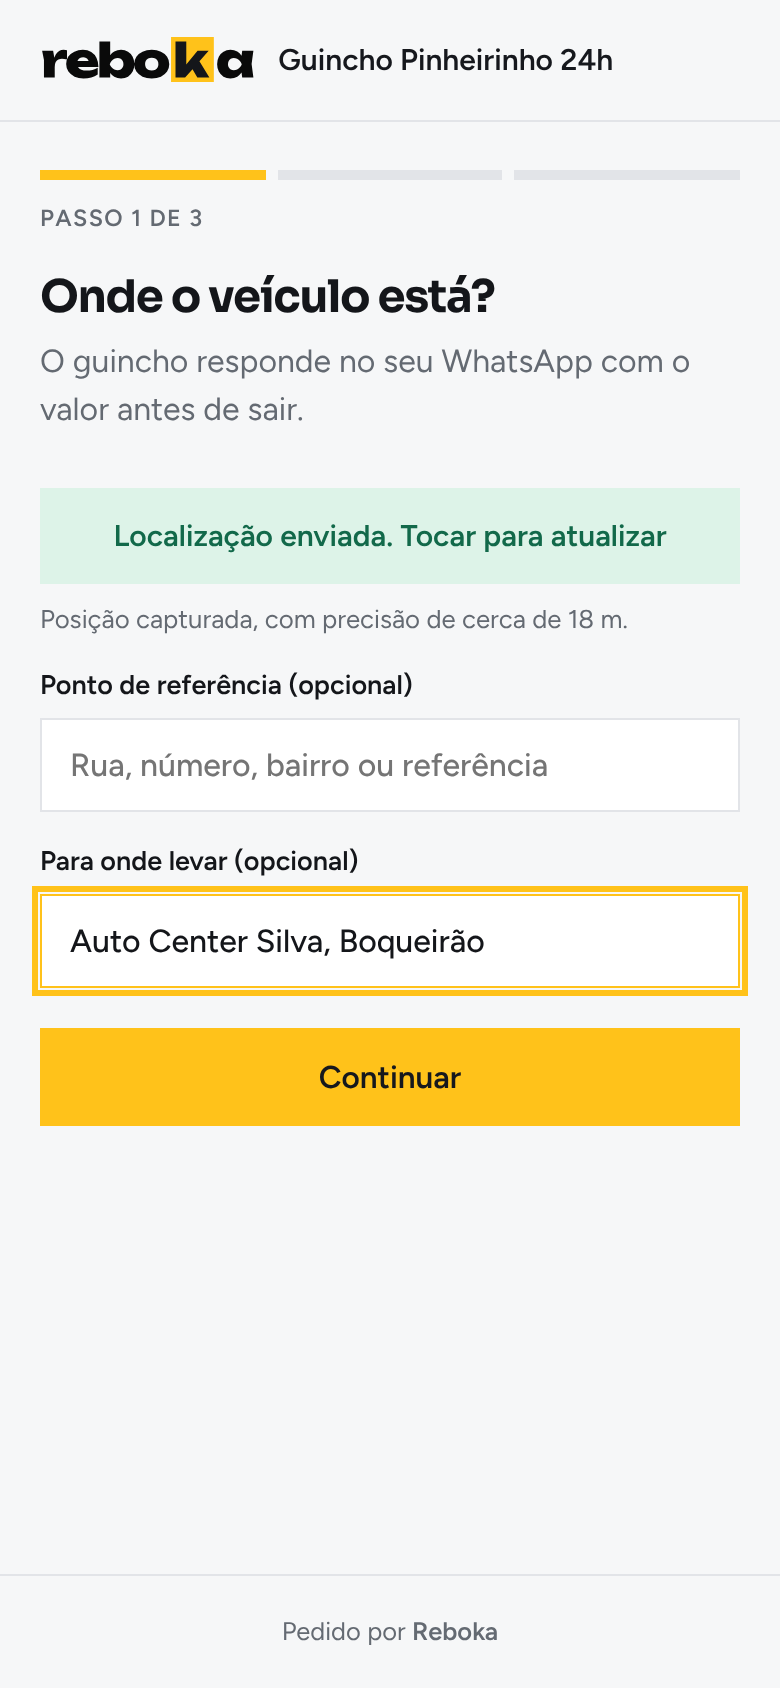 reboka Guincho Pinheirinho 24h
PASSO 1 DE 3
Onde o veículo está?
O guincho responde no seu WhatsApp com o
valor antes de sair.
Localização enviada. Tocar para atualizar
Posição capturada, com precisão de cerca de 18 m.
Ponto de referência (opcional)
Rua, número, bairro ou referência
Para onde levar (opcional)
Auto Center Silva, Boqueirão
Continuar
Pedido por Reboka